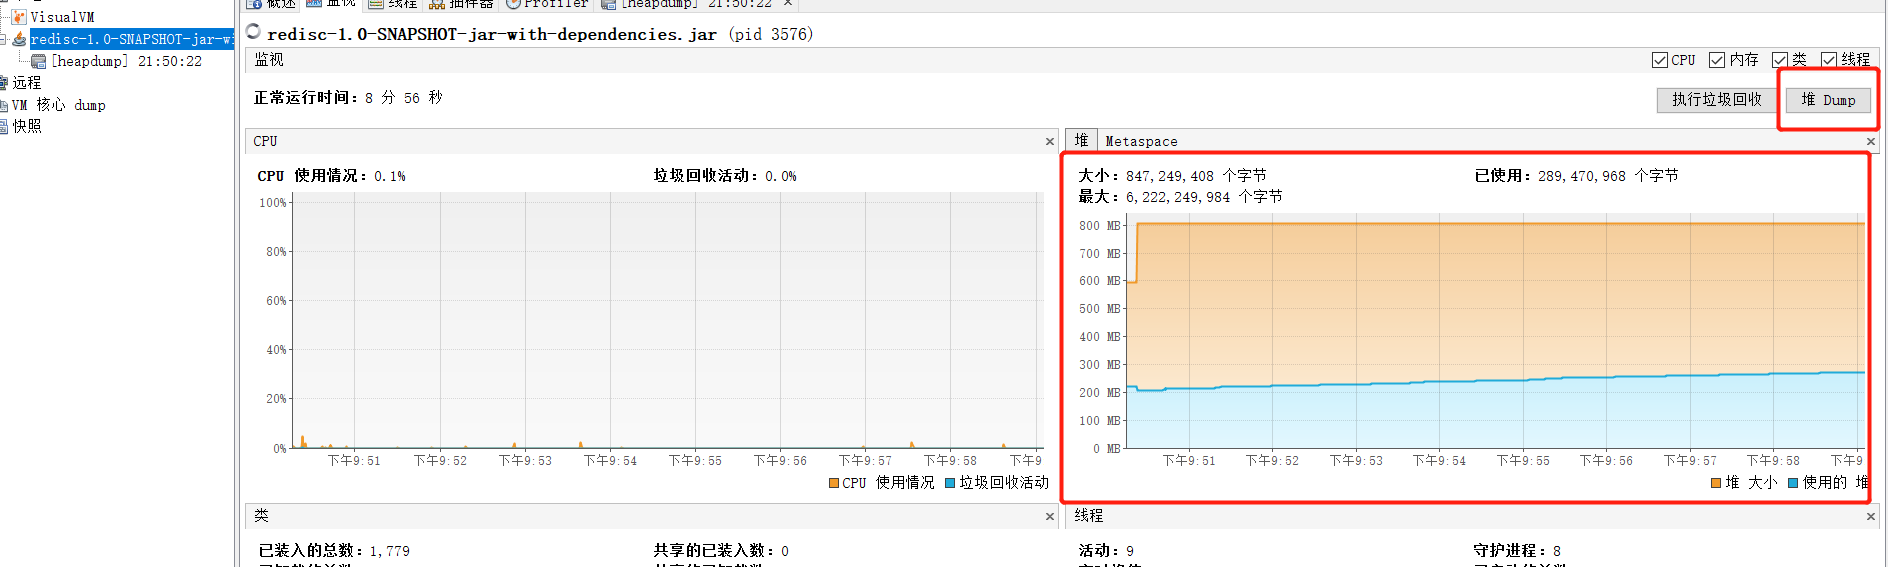 概述 监视 线程 抽样器 Profiler [heapdump] 21:50:22 ×
VisualVM
redisc-1.0-SNAPSHOT-jar-wi
[heapdump] 21:50:22
远程
VM 核心 dump
快照
redisc-1.0-SNAPSHOT-jar-with-dependencies.jar (pid 3576)
监视
CPU 内存 类 线程
正常运行时间: 8 分 56 秒
执行垃圾回收 堆 Dump
CPU ×
CPU 使用情况: 0.1% 垃圾回收活动: 0.0%
100%
80%
60%
40%
20%
0%
下午9:51 下午9:52 下午9:53 下午9:54 下午9:55 下午9:56 下午9:57 下午9:58 下午9
CPU 使用情况 垃圾回收活动
堆 Metaspace ×
大小: 847,249,408 个字节 已使用: 289,470,968 个字节
最大: 6,222,249,984 个字节
800 MB
700 MB
600 MB
500 MB
400 MB
300 MB
200 MB
100 MB
0 MB
下午9:51 下午9:52 下午9:53 下午9:54 下午9:55 下午9:56 下午9:57 下午9:58 下午9
堆 大小 使用的 堆
类 ×
已装入的总数: 1,779 共享的已装入数: 0
线程 ×
活动: 9 守护进程: 8